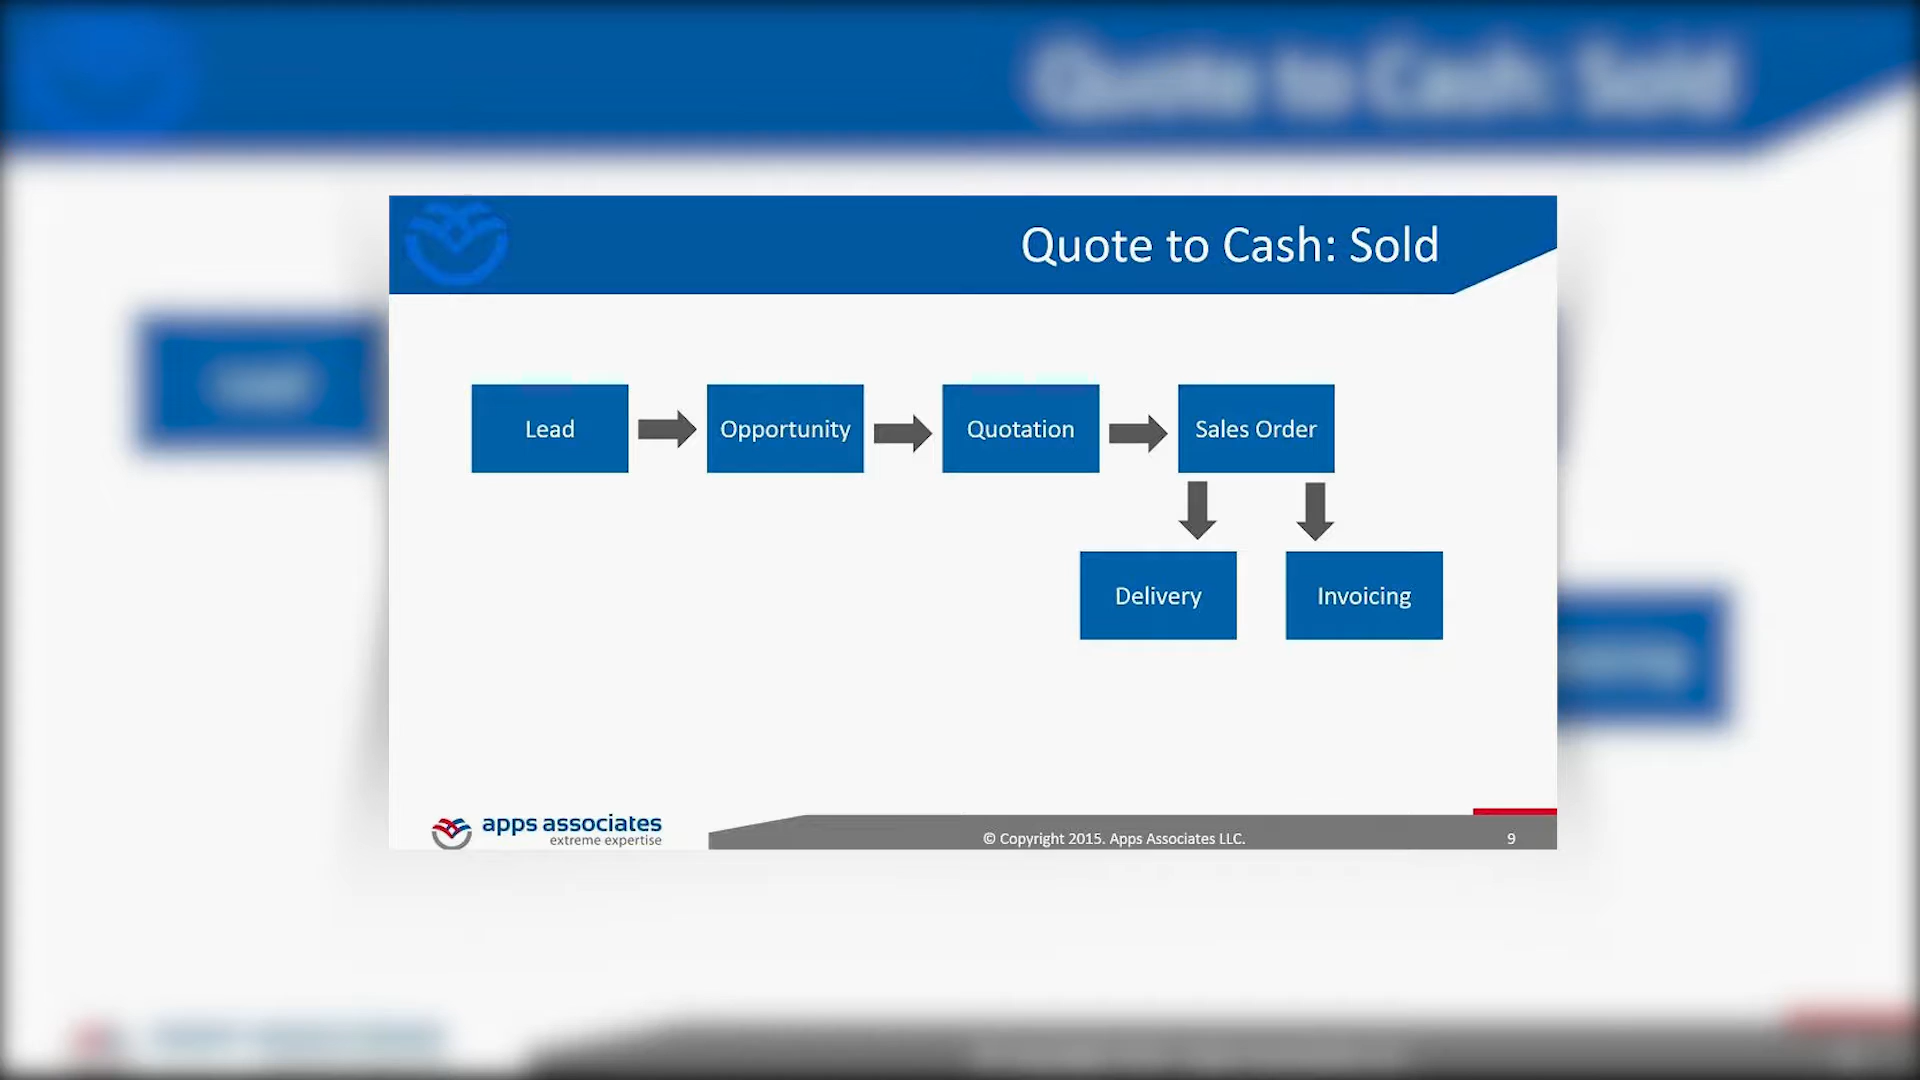 Quote to Cash: Sold
Lead
Opportunity
Quotation
Sales Order
Delivery
Invoicing
apps associates
extreme expertise
© Copyright 2015. Apps Associates LLC.
9